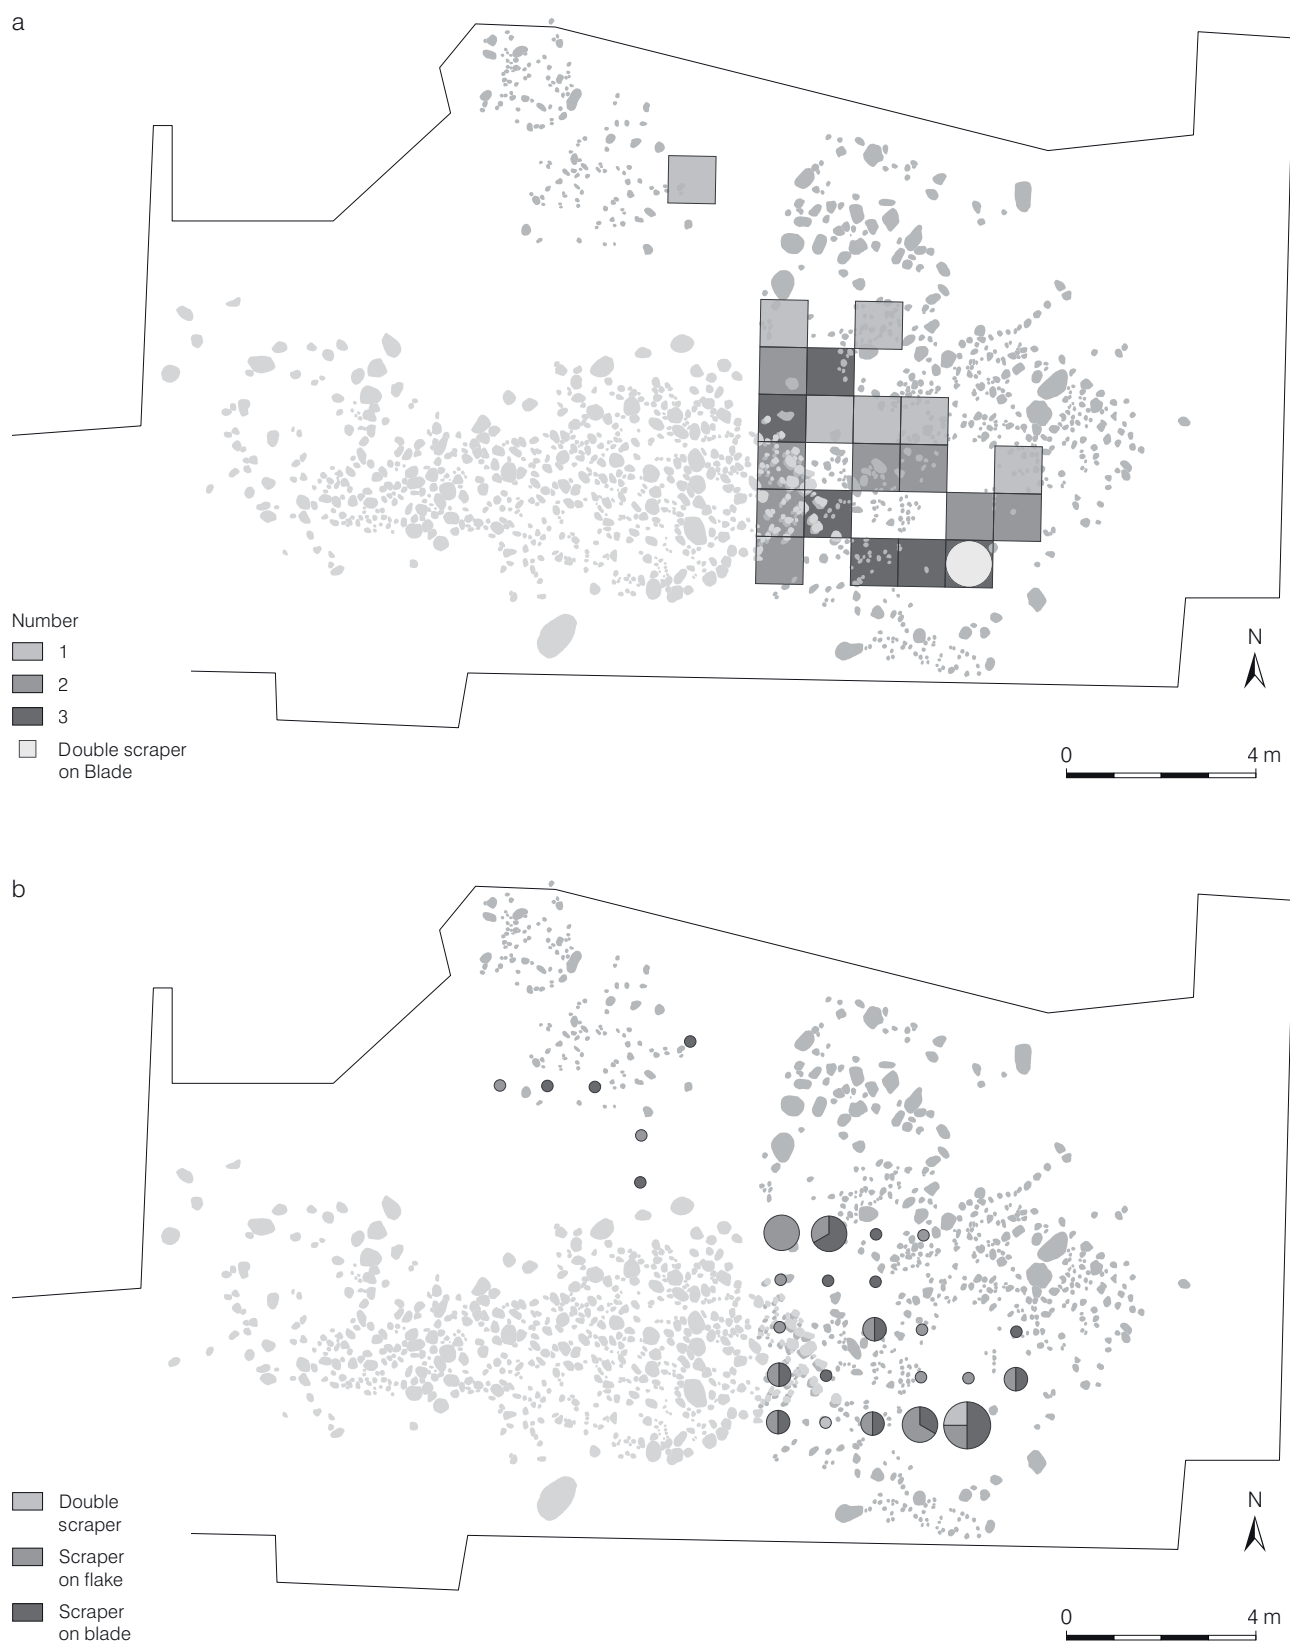 a
Number
1
2
3
Double scraper
on Blade
N
0 4 m
b
Double
scraper
Scraper
on flake
Scraper
on blade
N
0 4 m